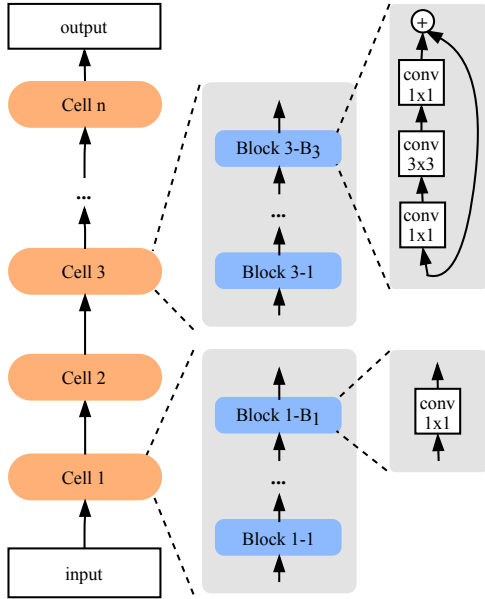 output
Cell n
...
Cell 3
Cell 2
Cell 1
input
Block 3-B3
...
Block 3-1
Block 1-B1
...
Block 1-1
+
conv
1x1
conv
3x3
conv
1x1
conv
1x1